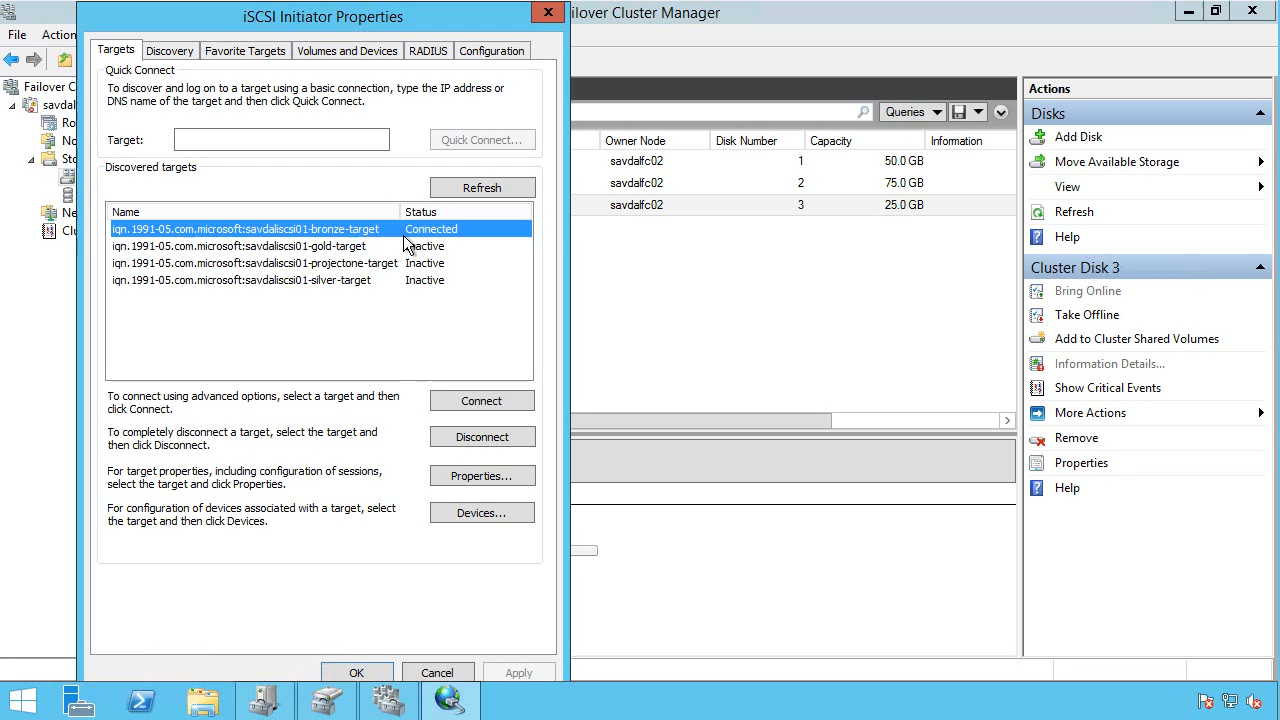 iSCSI Initiator Properties
x
ailover Cluster Manager
File
Action
Targets
Discovery
Favorite Targets
Volumes and Devices
RADIUS
Configuration
Quick Connect
To discover and log on to a target using a basic connection, type the IP address or
DNS name of the target and then click Quick Connect.
Target:
Quick Connect...
Discovered targets
Refresh
Name
Status
iqn.1991-05.com.microsoft:savdaliscsi01-bronze-target
Connected
iqn.1991-05.com.microsoft:savdaliscsi01-gold-target
Inactive
iqn.1991-05.com.microsoft:savdaliscsi01-projectone-target
Inactive
iqn.1991-05.com.microsoft:savdaliscsi01-silver-target
Inactive
To connect using advanced options, select a target and then
click Connect.
Connect
To completely disconnect a target, select the target and
then click Disconnect.
Disconnect
For target properties, including configuration of sessions,
select the target and click Properties.
Properties...
For configuration of devices associated with a target, select
the target and then click Devices.
Devices...
OK
Cancel
Apply
Failover C
savdal
Ro
No
Sto
Ne
Clu
Queries
Owner Node
Disk Number
Capacity
Information
savdalfc02
1
50.0 GB
savdalfc02
2
75.0 GB
savdalfc02
3
25.0 GB
Actions
Disks
Add Disk
Move Available Storage
View
Refresh
Help
Cluster Disk 3
Bring Online
Take Offline
Add to Cluster Shared Volumes
Information Details...
Show Critical Events
More Actions
Remove
Properties
Help